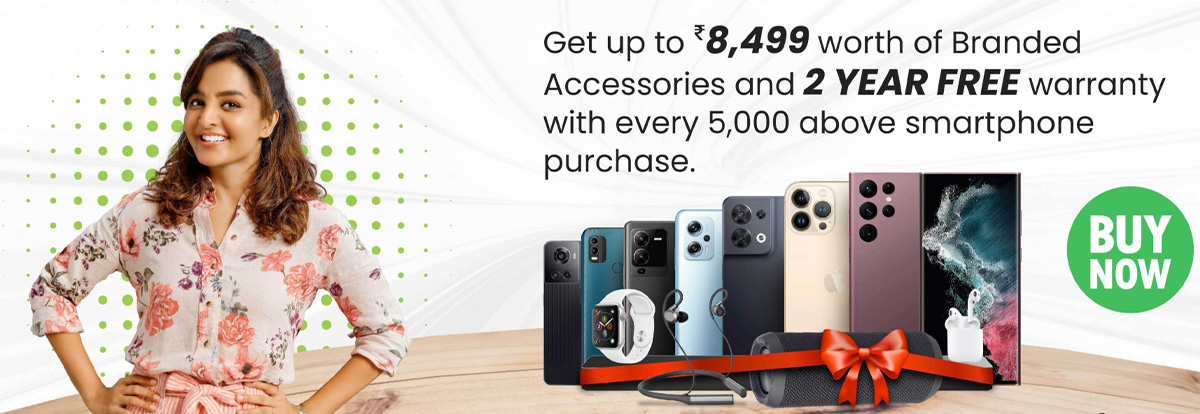 Get up to ₹8,499 worth of Branded
Accessories and 2 YEAR FREE warranty
with every 5,000 above smartphone
purchase.
BUY
NOW